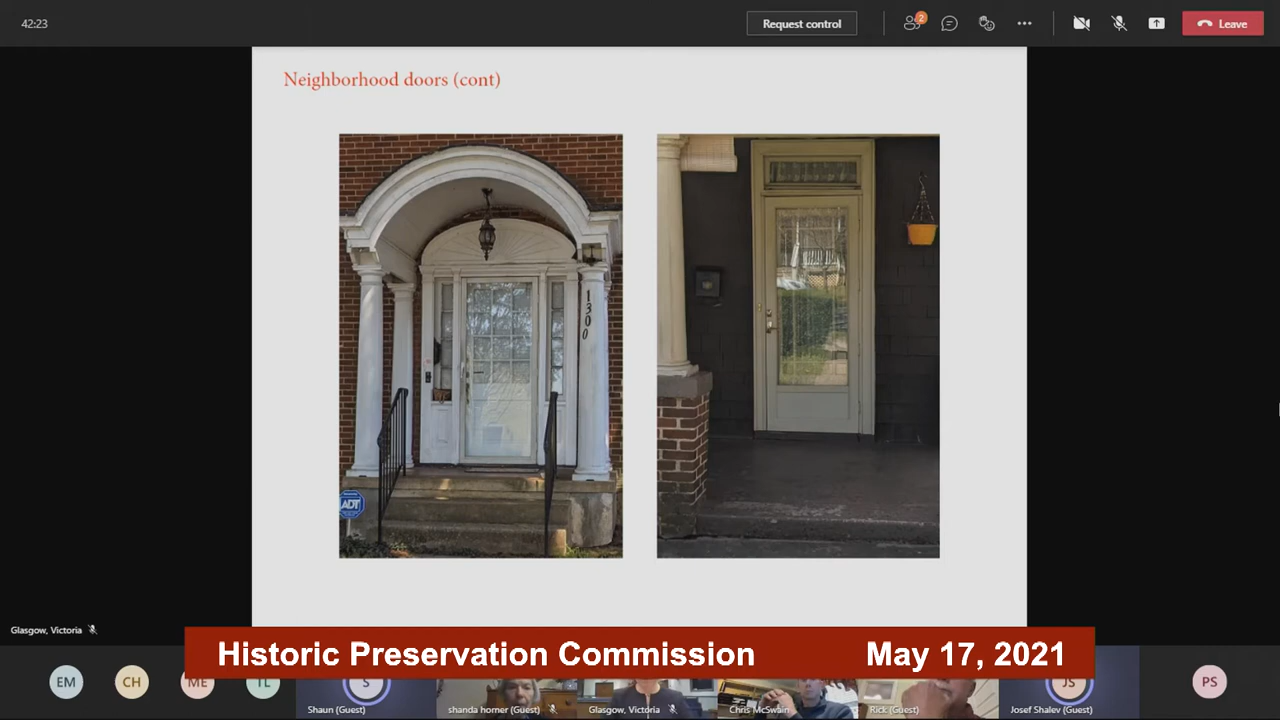 42:23
Request control
2
Leave
Neighborhood doors (cont)
1300
ADT
Glasgow, Victoria
Historic Preservation Commission May 17, 2021
EM
CH
ME
TL
S
JS
PS
Shaun (Guest)
shanda horner (Guest)
Glasgow, Victoria
Chris McSwain
Rick (Guest)
Josef Shalev (Guest)